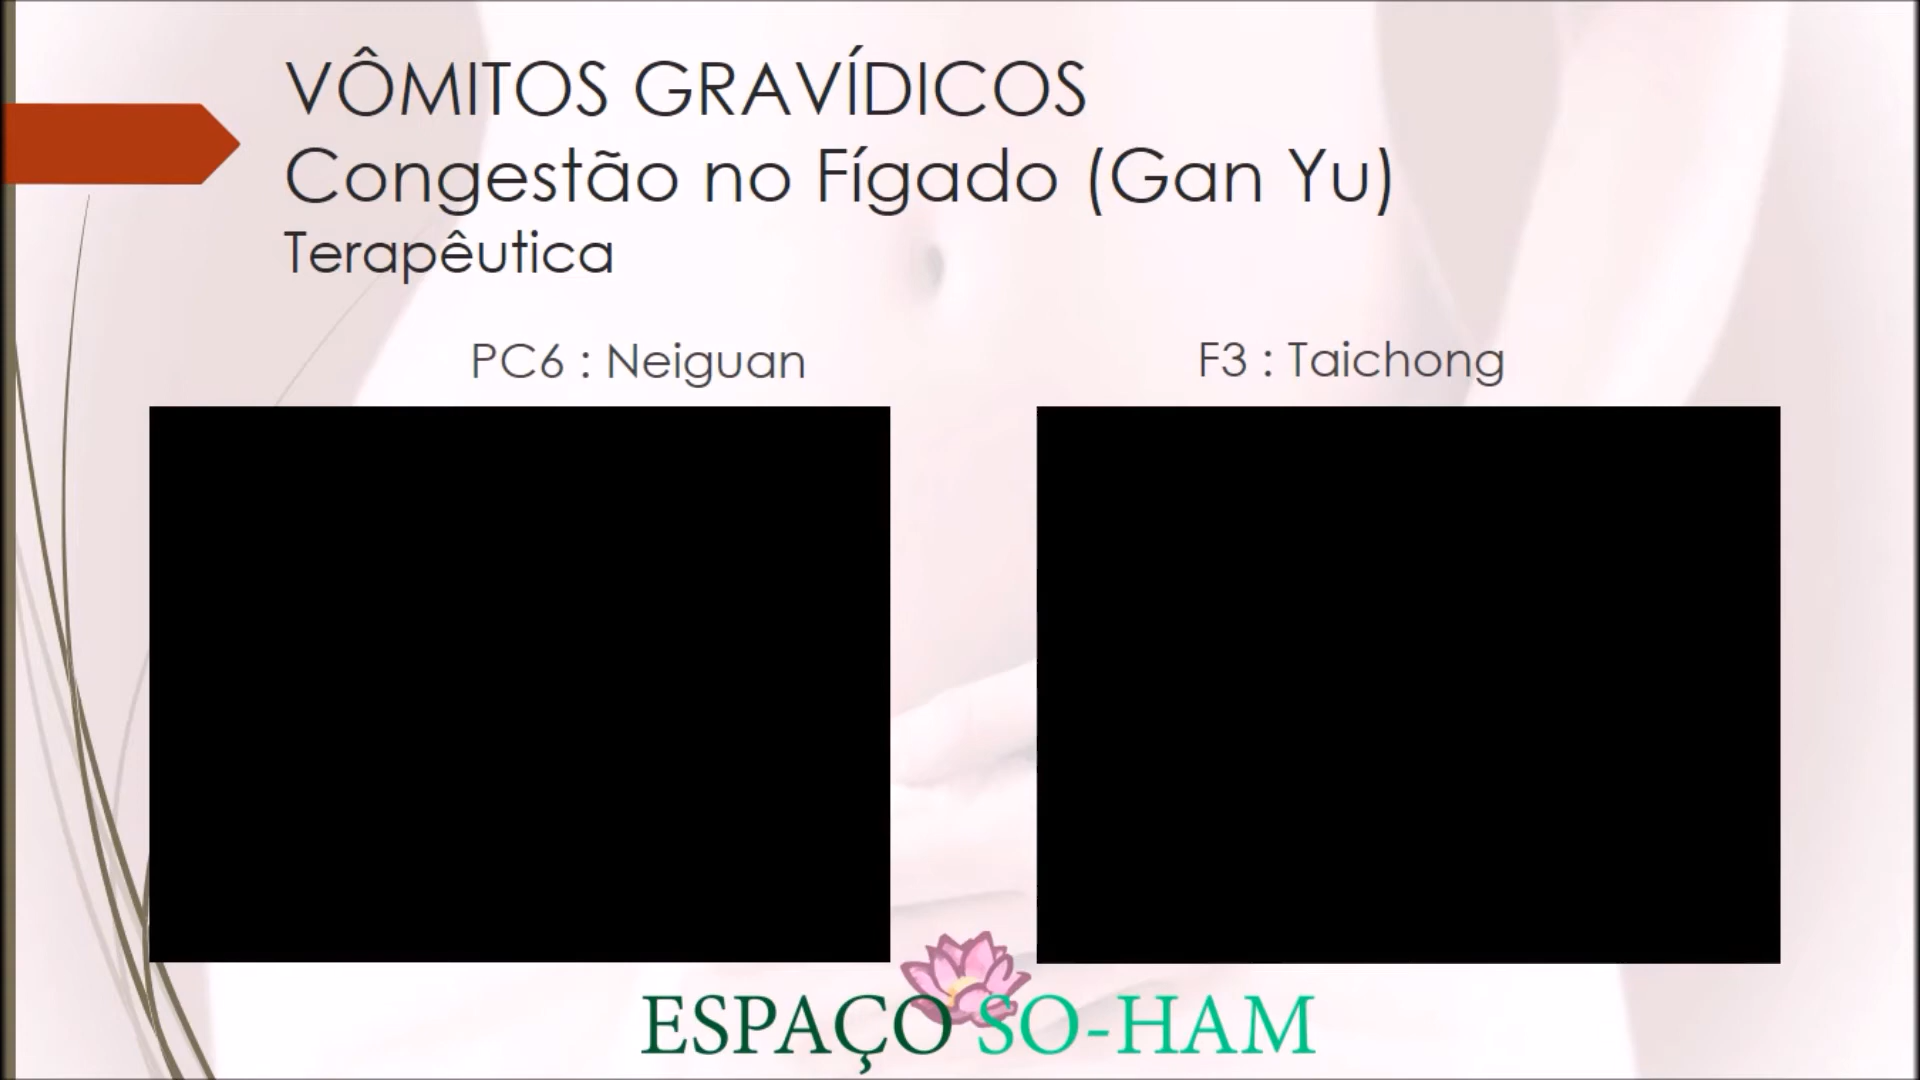 VÔMITOS GRAVÍDICOS
Congestão no Fígado (Gan Yu)
Terapêutica
PC6 : Neiguan
F3 : Taichong
ESPAÇO SO-HAM